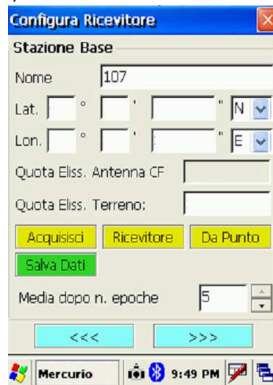 Configura Ricevitore
Stazione Base
Nome 107
Lat. ° ' " N
Lon. ° ' " E
Quota Eliss. Antenna CF
Quota Eliss. Terreno:
Acquisisci Ricevitore Da Punto
Salva Dati
Media dopo n. epoche 5
<<< >>>
Mercurio 9:49 PM